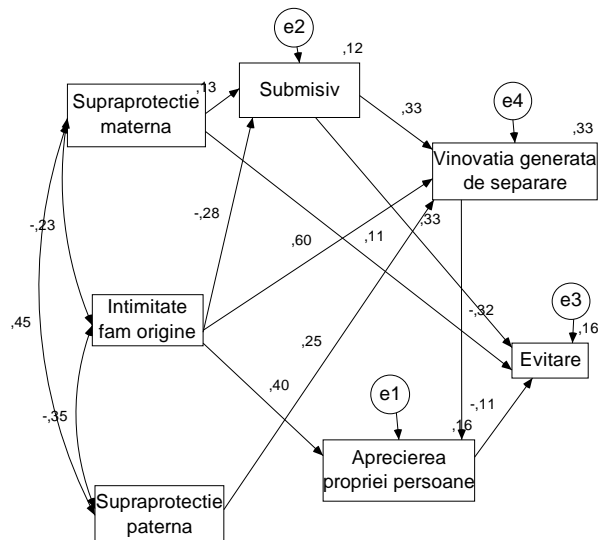 e2
,12
,13
Supraprotectie
materna
Submisiv
,33
e4
,33
Vinovatia generata
de separare
-,28
-,23
,60
,11
,33
Intimitate
fam origine
-,32
e3
,16
Evitare
,45
,25
-,35
,40
e1
-,11
,16
Aprecierea
propriei persoane
Supraprotectie
paterna